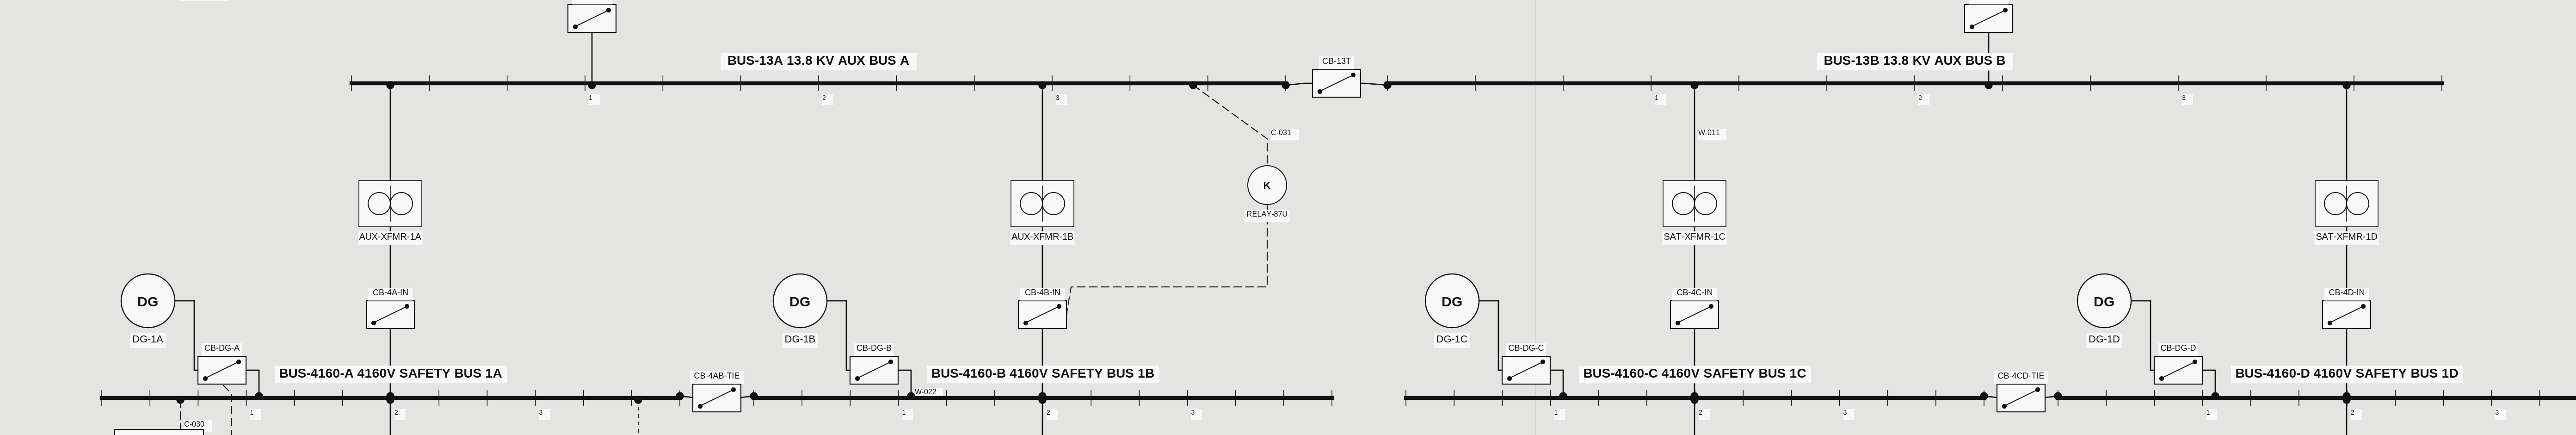 BUS-13A 13.8 KV AUX BUS A
CB-13T
BUS-13B 13.8 KV AUX BUS B
1
2
3
1
2
3
C-031
W-011
K
RELAY-87U
AUX-XFMR-1A
AUX-XFMR-1B
SAT-XFMR-1C
SAT-XFMR-1D
CB-4A-IN
CB-4B-IN
CB-4C-IN
CB-4D-IN
DG
DG
DG
DG
DG-1A
DG-1B
DG-1C
DG-1D
CB-DG-A
CB-DG-B
CB-DG-C
CB-DG-D
BUS-4160-A 4160V SAFETY BUS 1A
CB-4AB-TIE
BUS-4160-B 4160V SAFETY BUS 1B
BUS-4160-C 4160V SAFETY BUS 1C
CB-4CD-TIE
BUS-4160-D 4160V SAFETY BUS 1D
W-022
1
2
3
1
2
3
1
2
3
1
2
3
C-030